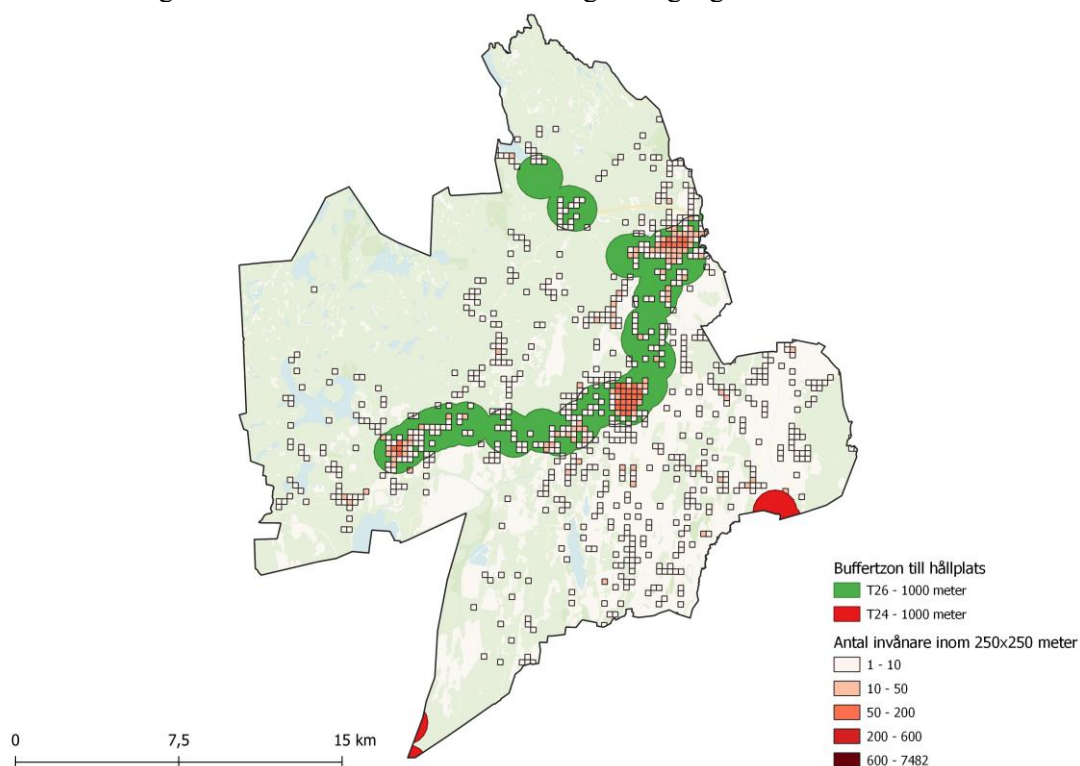 Buffertzon till hållplats
T26 - 1000 meter
T24 - 1000 meter
Antal invånare inom 250x250 meter
1 - 10
10 - 50
50 - 200
200 - 600
600 - 7482
0 7,5 15 km